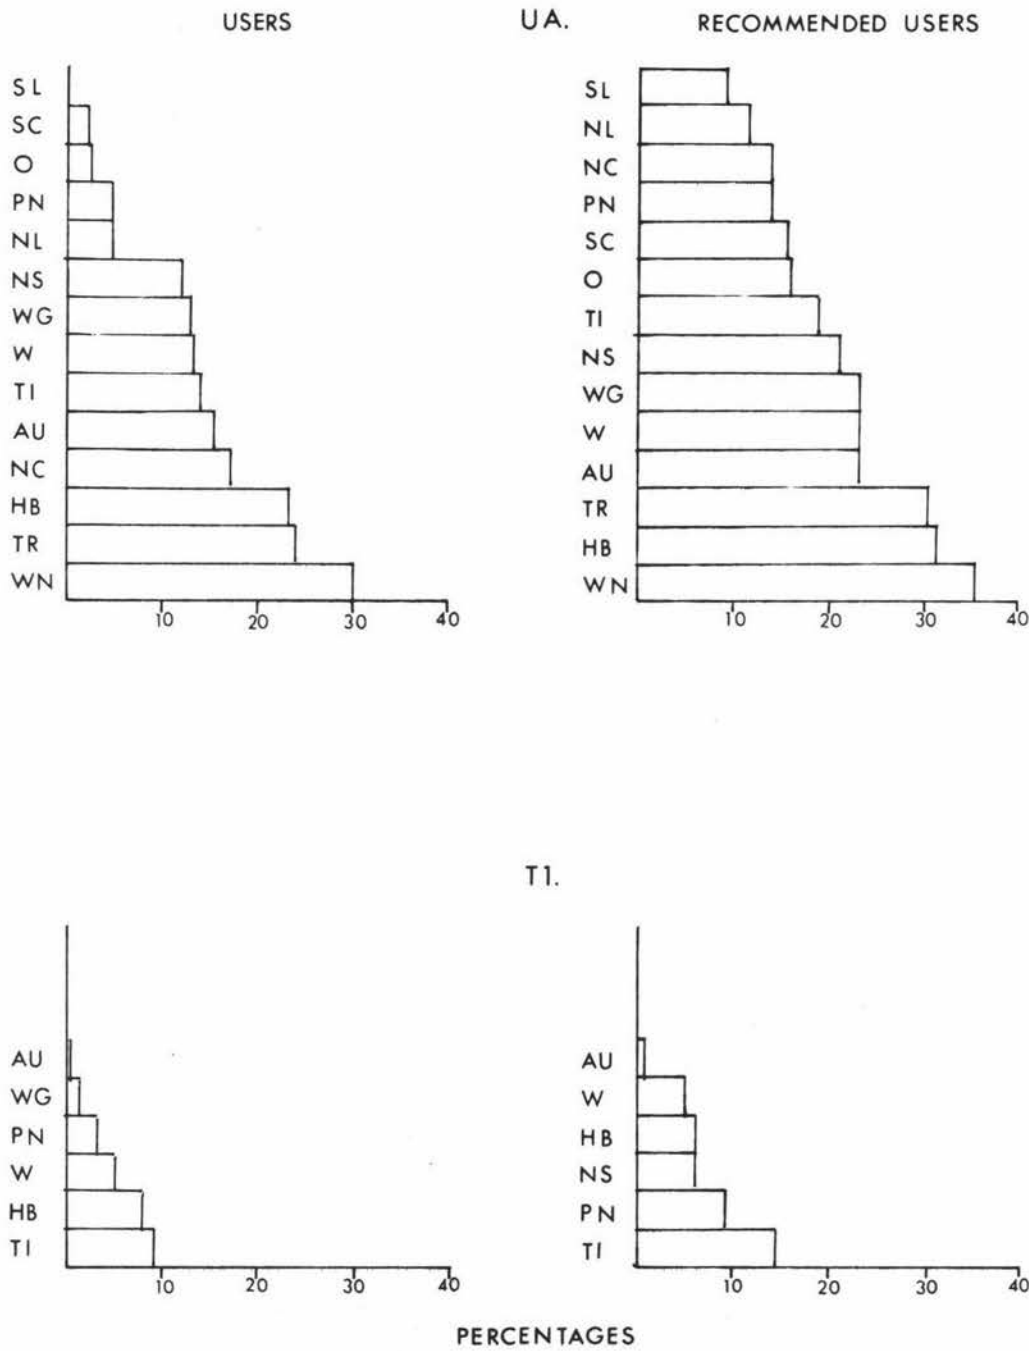 USERS UA. RECOMMENDED USERS
SL
SC
O
PN
NL
NS
WG
W
TI
AU
NC
HB
TR
WN
10 20 30 40
SL
NL
NC
PN
SC
O
TI
NS
WG
W
AU
TR
HB
WN
10 20 30 40
T1.
AU
WG
PN
W
HB
TI
10 20 30 40
AU
W
HB
NS
PN
TI
10 20 30 40
PERCENTAGES